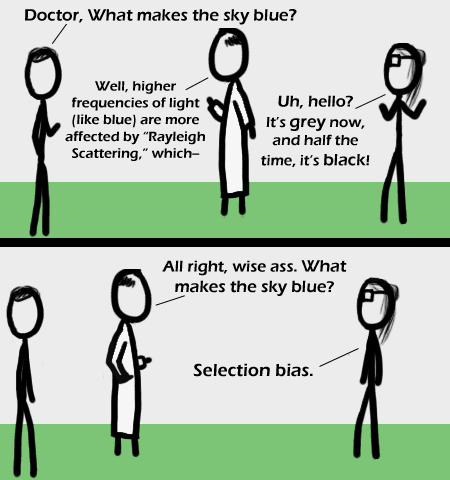 Doctor, What makes the sky blue?
Well, higher
frequencies of light
(like blue) are more
affected by "Rayleigh
Scattering," which–
Uh, hello?
It's grey now,
and half the
time, it's black!
All right, wise ass. What
makes the sky blue?
Selection bias.